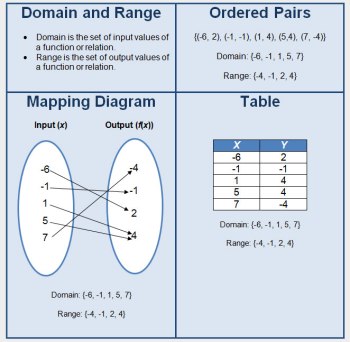 Domain and Range
• Domain is the set of input values of
a function or relation.
• Range is the set of output values of
a function or relation.
Ordered Pairs
{(-6, 2), (-1, -1), (1, 4), (5,4), (7, -4)}
Domain: {-6, -1, 1, 5, 7}
Range: {-4, -1, 2, 4}
Mapping Diagram
Input (x) Output (f(x))
-6 -4
-1 -1
1 2
5 4
7
Domain: {-6, -1, 1, 5, 7}
Range: {-4, -1, 2, 4}
Table
X Y
-6 2
-1 -1
1 4
5 4
7 -4
Domain: {-6, -1, 1, 5, 7}
Range: {-4, -1, 2, 4}